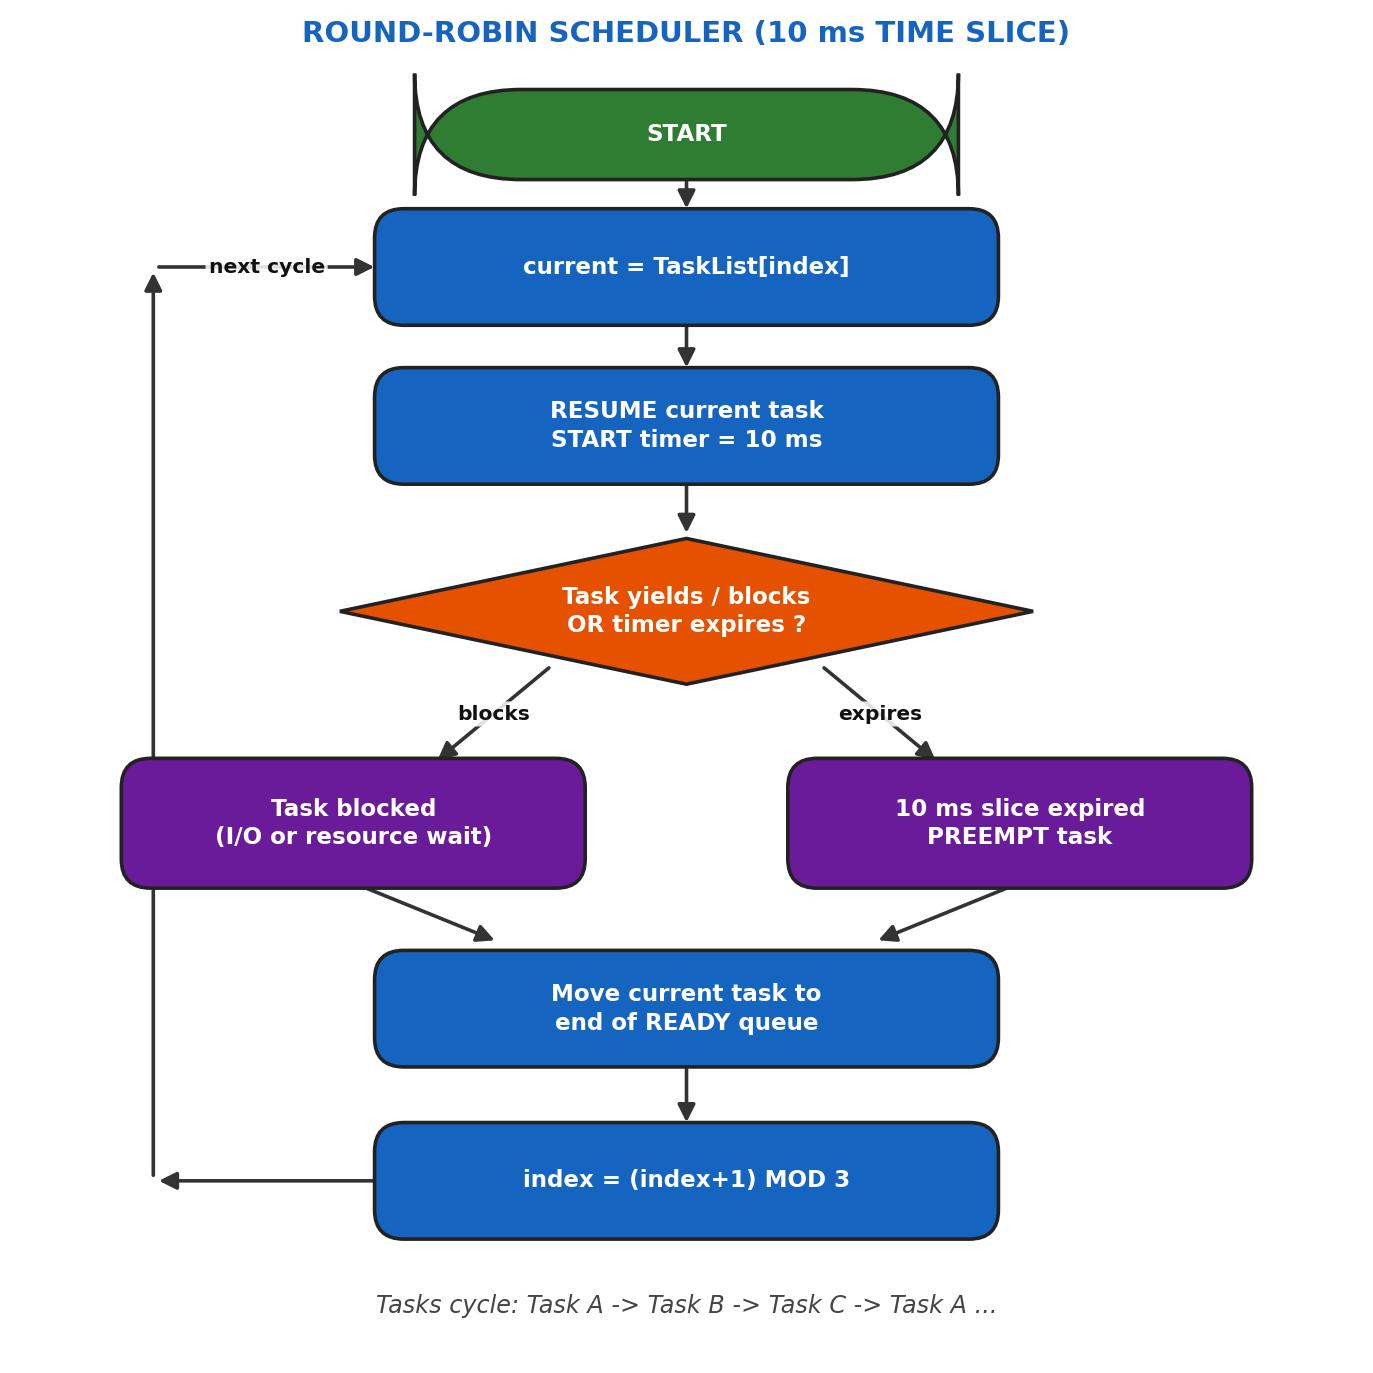 ROUND-ROBIN SCHEDULER (10 ms TIME SLICE)
START
next cycle
current = TaskList[index]
RESUME current task
START timer = 10 ms
Task yields / blocks
OR timer expires ?
blocks
expires
Task blocked
(I/O or resource wait)
10 ms slice expired
PREEMPT task
Move current task to
end of READY queue
index = (index+1) MOD 3
Tasks cycle: Task A -> Task B -> Task C -> Task A ...